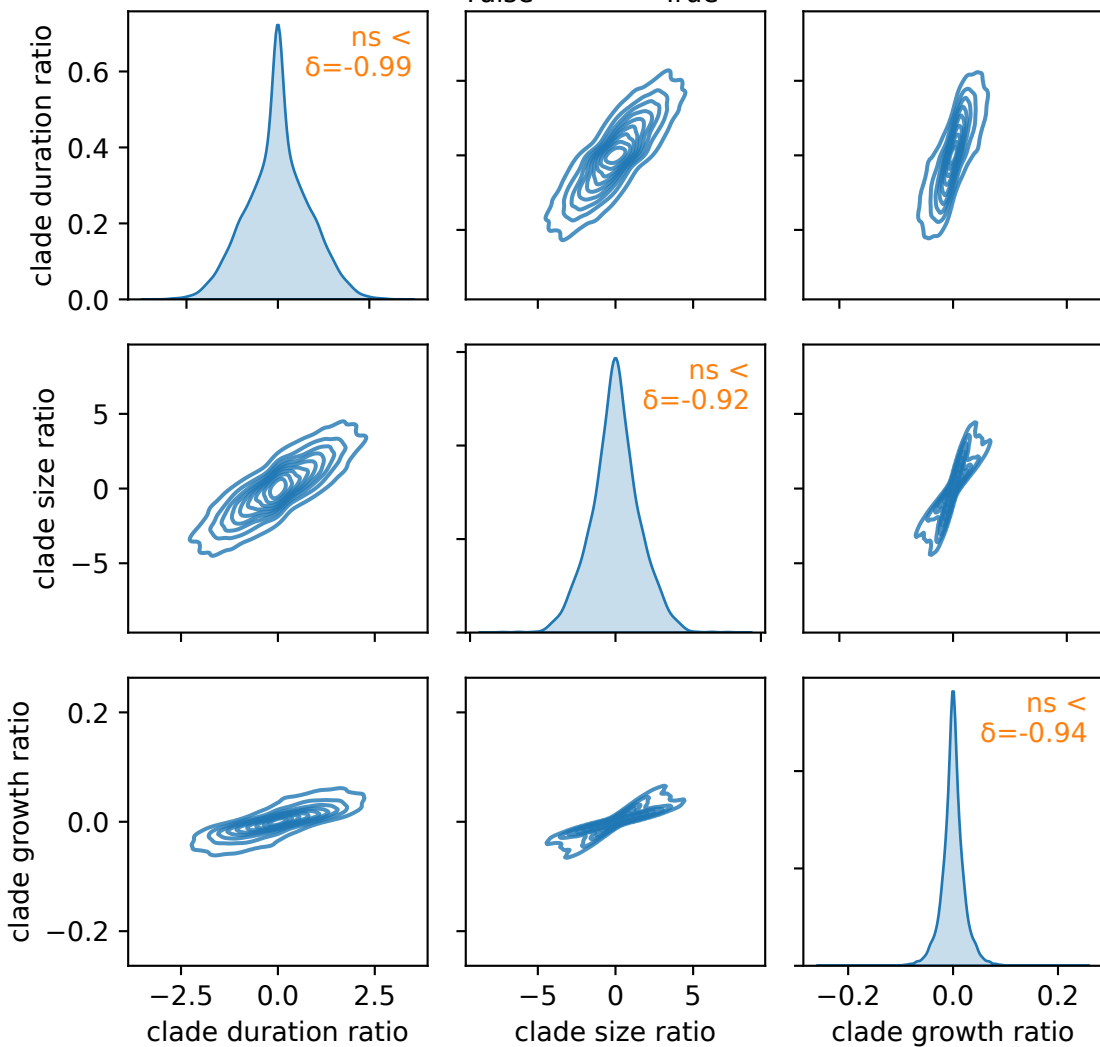 clade duration ratio
0.6
0.4
0.2
0.0
ns <
δ=-0.99
clade size ratio
5
0
−5
ns <
δ=-0.92
clade growth ratio
0.2
0.0
−0.2
ns <
δ=-0.94
−2.5 0.0 2.5
−5 0 5
−0.2 0.0 0.2
clade duration ratio
clade size ratio
clade growth ratio